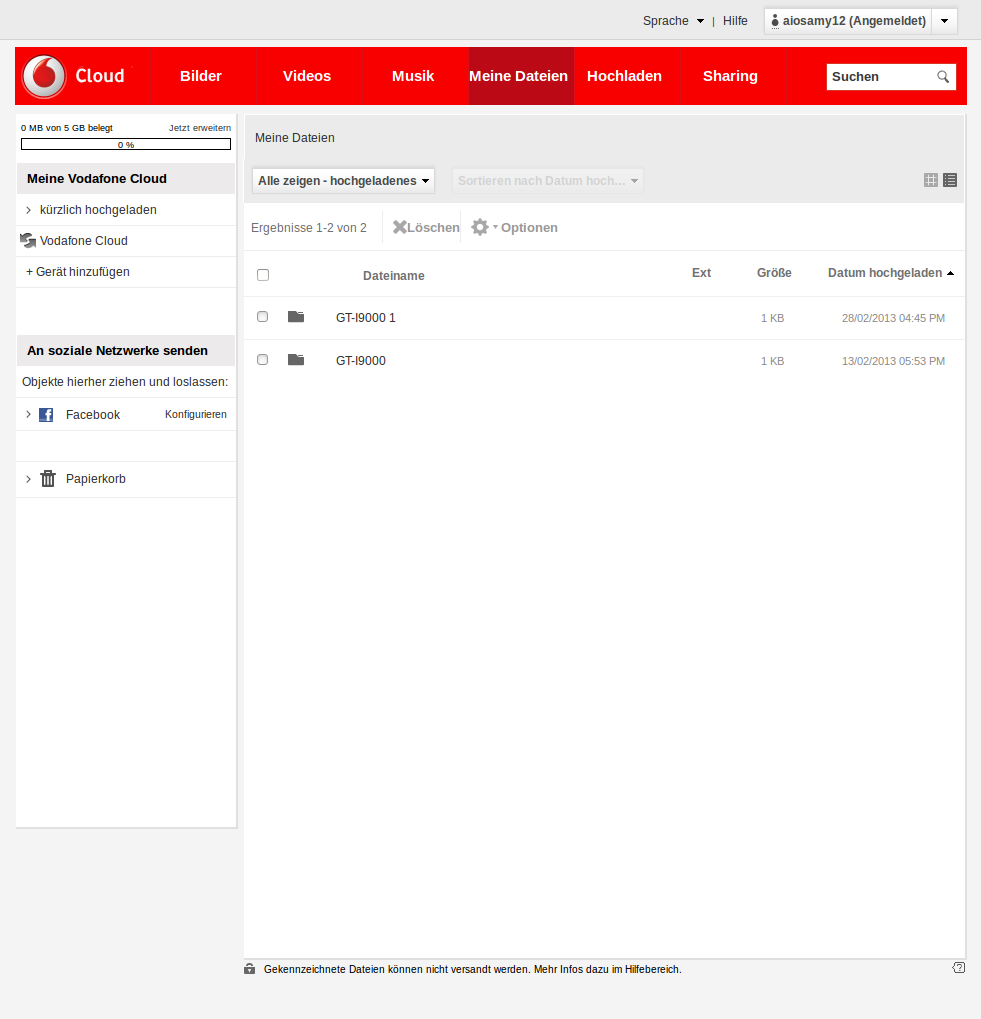 Sprache | Hilfe aiosamy12 (Angemeldet)
Cloud Bilder Videos Musik Meine Dateien Hochladen Sharing Suchen
0 MB von 5 GB belegt Jetzt erweitern
0 %
Meine Vodafone Cloud
kürzlich hochgeladen
Vodafone Cloud
+ Gerät hinzufügen
An soziale Netzwerke senden
Objekte hierher ziehen und loslassen:
Facebook Konfigurieren
Papierkorb
Meine Dateien
Alle zeigen - hochgeladenes Sortieren nach Datum hoch...
Ergebnisse 1-2 von 2 Löschen Optionen
Dateiname Ext Größe Datum hochgeladen
GT-I9000 1 1 KB 28/02/2013 04:45 PM
GT-I9000 1 KB 13/02/2013 05:53 PM
Gekennzeichnete Dateien können nicht versandt werden. Mehr Infos dazu im Hilfebereich.